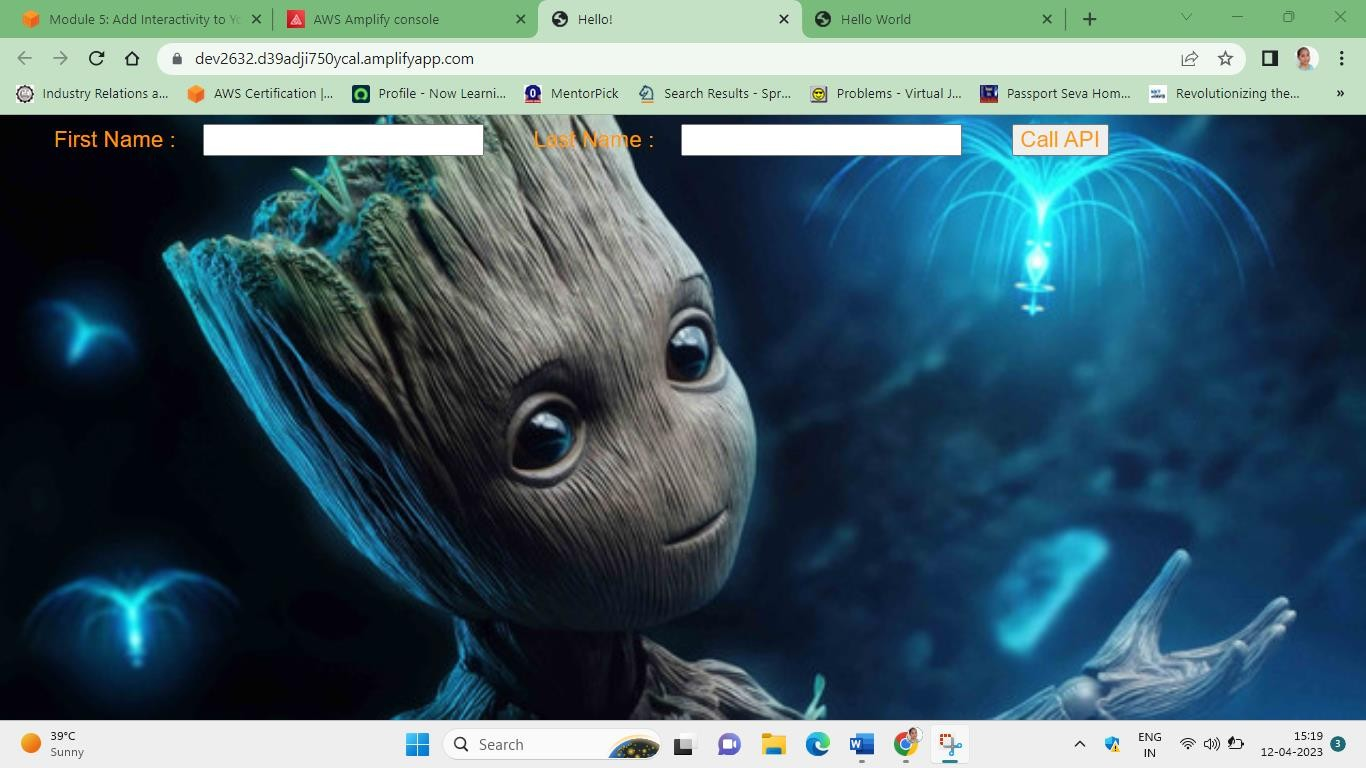 Module 5: Add Interactivity to Yo
AWS Amplify console
Hello!
Hello World
dev2632.d39adji750ycal.amplifyapp.com
Industry Relations a...
AWS Certification |...
Profile - Now Learni...
MentorPick
Search Results - Spr...
Problems - Virtual J...
Passport Seva Hom...
Revolutionizing the...
»
First Name :
Last Name :
Call API
39°C
Sunny
Search
ENG
IN
15:19
12-04-2023
3